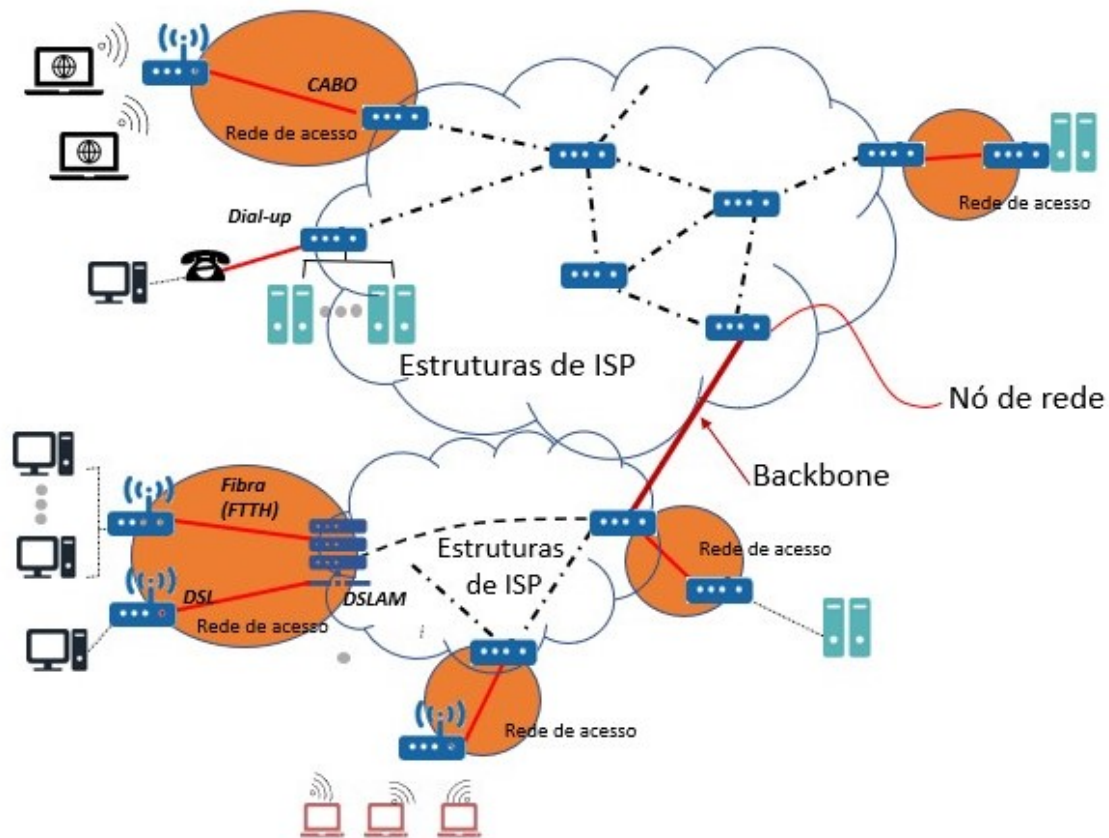 CABO
Rede de acesso
Rede de acesso
Dial-up
Estruturas de ISP
Nó de rede
Backbone
Fibra
(FTTH)
Estruturas
de ISP
Rede de acesso
DSL
DSLAM
Rede de acesso
Rede de acesso